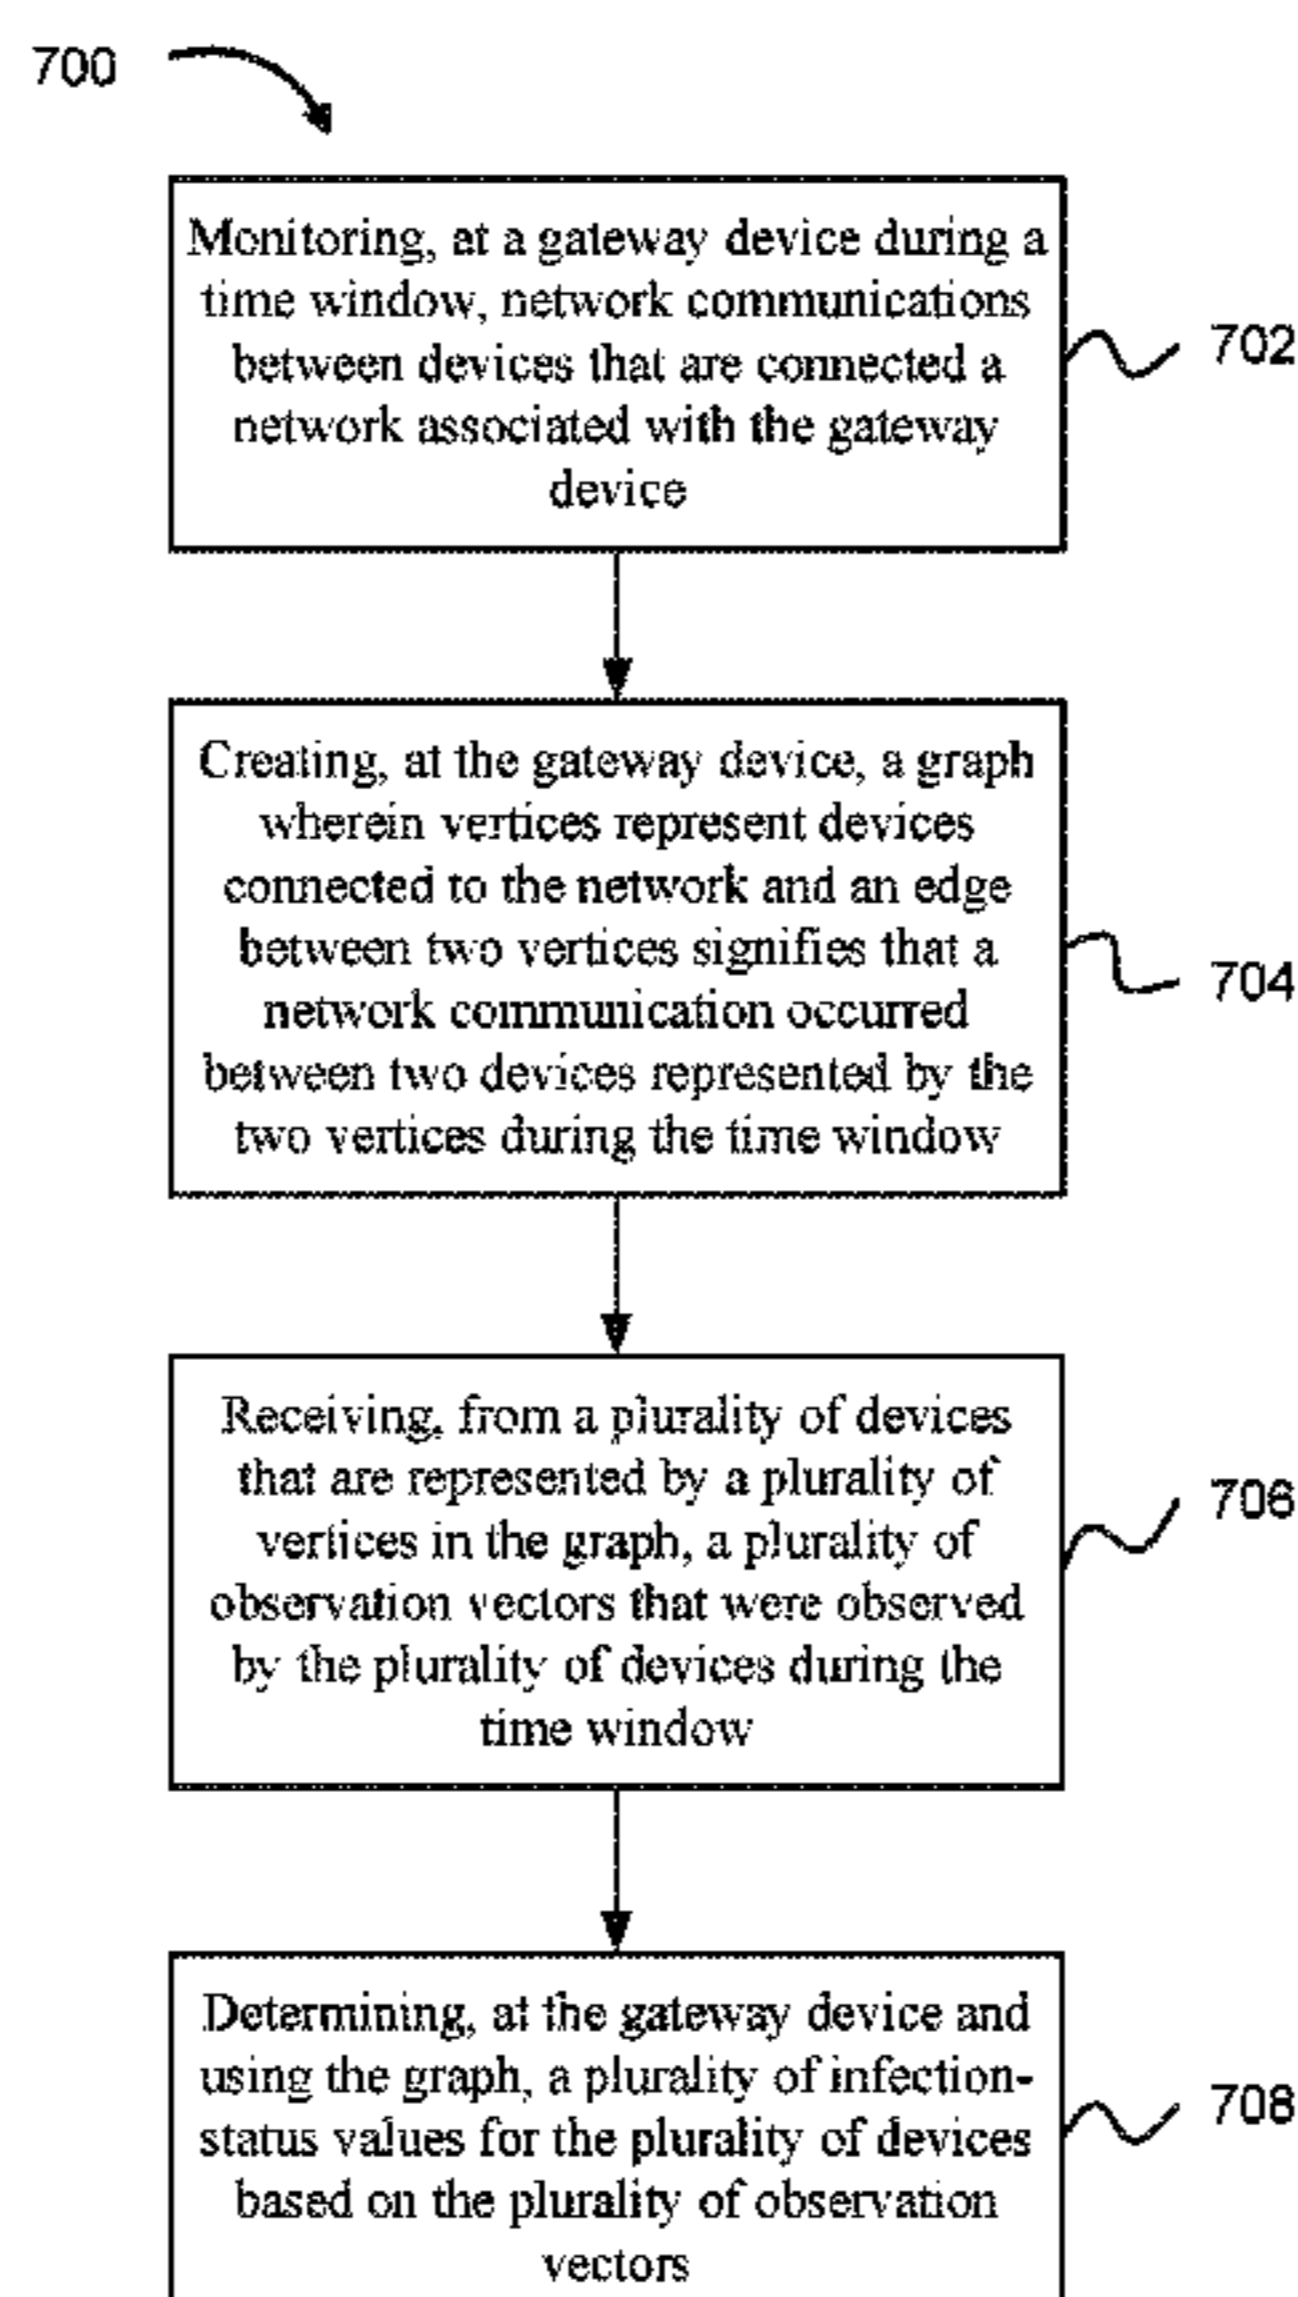 700
Monitoring, at a gateway device during a
time window, network communications
between devices that are connected a
network associated with the gateway
device
702
Creating, at the gateway device, a graph
wherein vertices represent devices
connected to the network and an edge
between two vertices signifies that a
network communication occurred
between two devices represented by the
two vertices during the time window
704
Receiving, from a plurality of devices
that are represented by a plurality of
vertices in the graph, a plurality of
observation vectors that were observed
by the plurality of devices during the
time window
706
Determining, at the gateway device and
using the graph, a plurality of infection-
status values for the plurality of devices
based on the plurality of observation
vectors
708